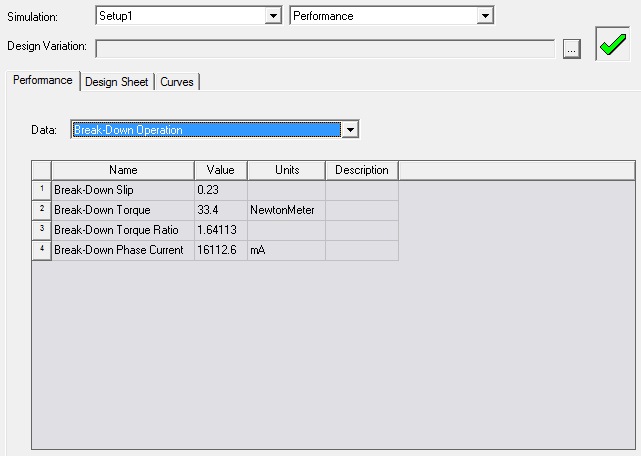 Simulation: Setup1 Performance
Design Variation: ...
Performance Design Sheet Curves
Data: Break-Down Operation
Name Value Units Description
1 Break-Down Slip 0.23
2 Break-Down Torque 33.4 NewtonMeter
3 Break-Down Torque Ratio 1.64113
4 Break-Down Phase Current 16112.6 mA